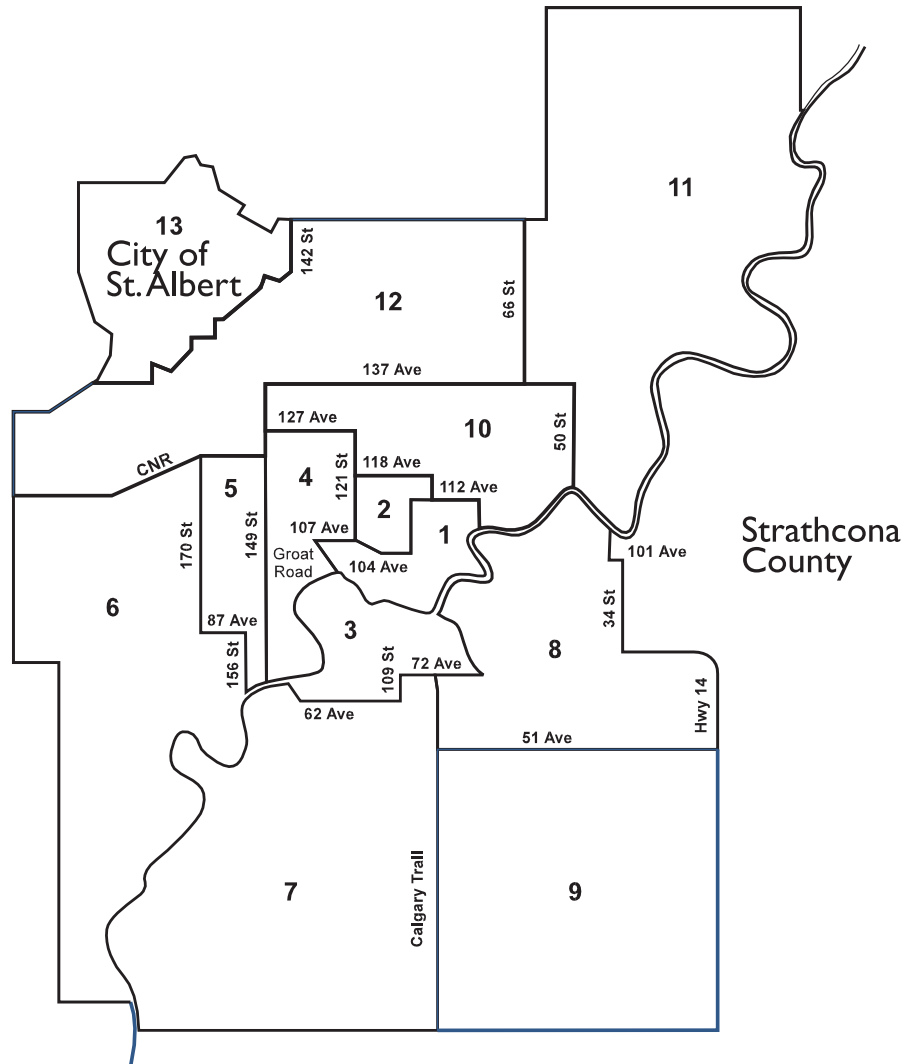 11
13
City of
St. Albert
142 St
12
66 St
137 Ave
127 Ave
10
50 St
CNR
118 Ave
121 St
4
5
112 Ave
2
1
170 St
149 St
107 Ave
Groat
Road
104 Ave
101 Ave
Strathcona
County
6
34 St
87 Ave
3
8
156 St
109 St
72 Ave
62 Ave
Hwy 14
51 Ave
7
Calgary Trail
9